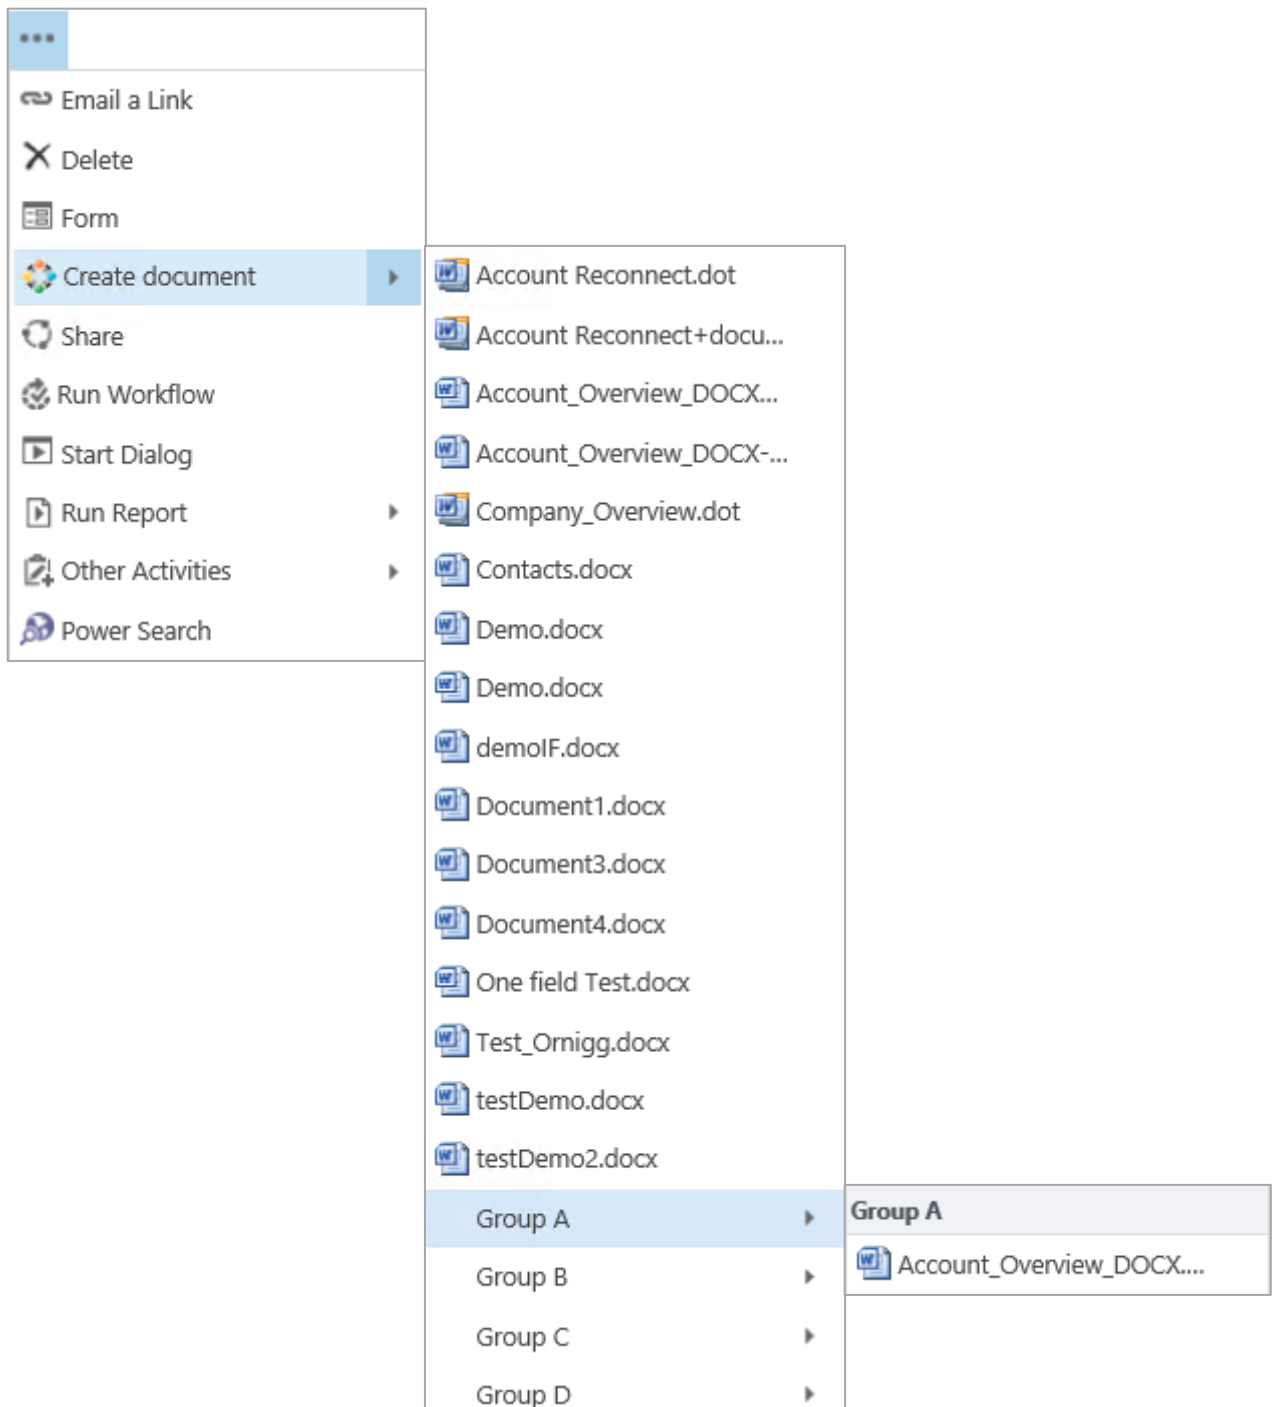 Email a Link
Delete
Form
Create document
Share
Run Workflow
Start Dialog
Run Report
Other Activities
Power Search
Account Reconnect.dot
Account Reconnect+docu...
Account_Overview_DOCX...
Account_Overview_DOCX-...
Company_Overview.dot
Contacts.docx
Demo.docx
Demo.docx
demoIF.docx
Document1.docx
Document3.docx
Document4.docx
One field Test.docx
Test_Ornigg.docx
testDemo.docx
testDemo2.docx
Group A
Group B
Group C
Group D
Group A
Account_Overview_DOCX....